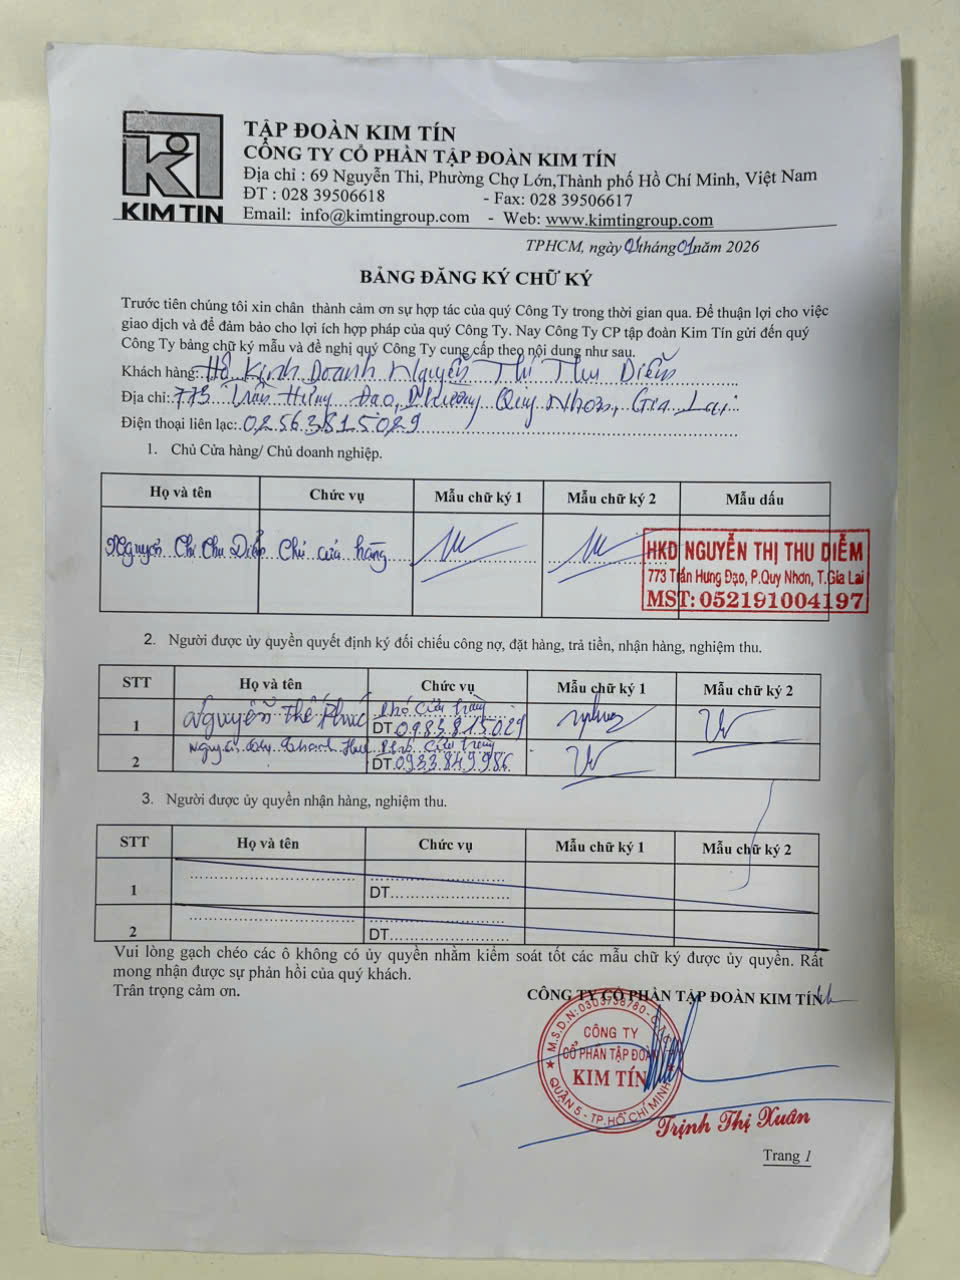 KIM TIN
TẬP ĐOÀN KIM TÍN
CÔNG TY CỔ PHẦN TẬP ĐOÀN KIM TÍN
Địa chỉ : 69 Nguyễn Thi, Phường Chợ Lớn,Thành phố Hồ Chí Minh, Việt Nam
ĐT : 028 39506618 - Fax: 028 39506617
Email: info@kimtingroup.com - Web: www.kimtingroup.com
TPHCM, ngày 01 tháng 01 năm 2026
BẢNG ĐĂNG KÝ CHỮ KÝ
Trước tiên chúng tôi xin chân thành cảm ơn sự hợp tác của quý Công Ty trong thời gian qua. Để thuận lợi cho việc
giao dịch và để đảm bảo cho lợi ích hợp pháp của quý Công Ty. Nay Công Ty CP tập đoàn Kim Tín gửi đến quý
Công Ty bảng chữ ký mẫu và đề nghị quý Công Ty cung cấp theo nội dung như sau.
Khách hàng: Hộ Kinh Doanh Nguyễn Thị Thu Diễm
Địa chỉ: 773 Trần Hưng Đạo, Phường Quy Nhơn, Gia Lai
Điện thoại liên lạc: 02563815029
1. Chủ Cửa hàng/ Chủ doanh nghiệp.
Họ và tên Chức vụ Mẫu chữ ký 1 Mẫu chữ ký 2 Mẫu dấu
Nguyễn Thị Thu Diễm Chủ cửa hàng
HKD NGUYỄN THỊ THU DIỄM
773 Trần Hưng Đạo, P.Quy Nhơn, T.Gia Lai
MST: 052191004197
2. Người được ủy quyền quyết định ký đối chiếu công nợ, đặt hàng, trả tiền, nhận hàng, nghiệm thu.
STT Họ và tên Chức vụ Mẫu chữ ký 1 Mẫu chữ ký 2
1 Nguyễn Thế Phúc Phó Cửa Hàng
DT 0983815029
2 Nguyễn Thanh Phó Cửa Hàng
DT 0933849986
3. Người được ủy quyền nhận hàng, nghiệm thu.
STT Họ và tên Chức vụ Mẫu chữ ký 1 Mẫu chữ ký 2
1
DT
2
DT
Vui lòng gạch chéo các ô không có ủy quyền nhằm kiểm soát tốt các mẫu chữ ký được ủy quyền. Rất
mong nhận được sự phản hồi của quý khách.
Trân trọng cảm ơn.
CÔNG TY CỔ PHẦN TẬP ĐOÀN KIM TÍN
CÔNG TY
CỔ PHẦN TẬP ĐOÀN
KIM TÍN
QUẬN 5 - TP.HỒ CHÍ MINH
Trịnh Thị Xuân
Trang 1